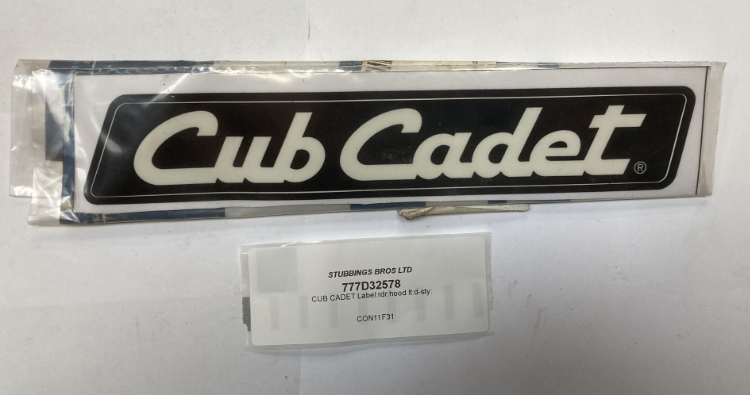 Cub Cadet®
STUBBINGS BROS LTD
777D32578
CUB CADET Label:rdr:hood lt:d-sty:
CON11F31